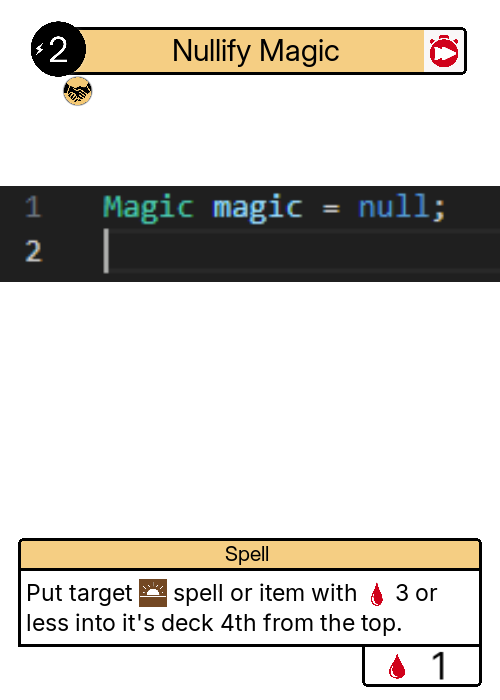 2 Nullify Magic
1 Magic magic = null;
2
Spell
Put target spell or item with 3 or
less into it's deck 4th from the top.
1